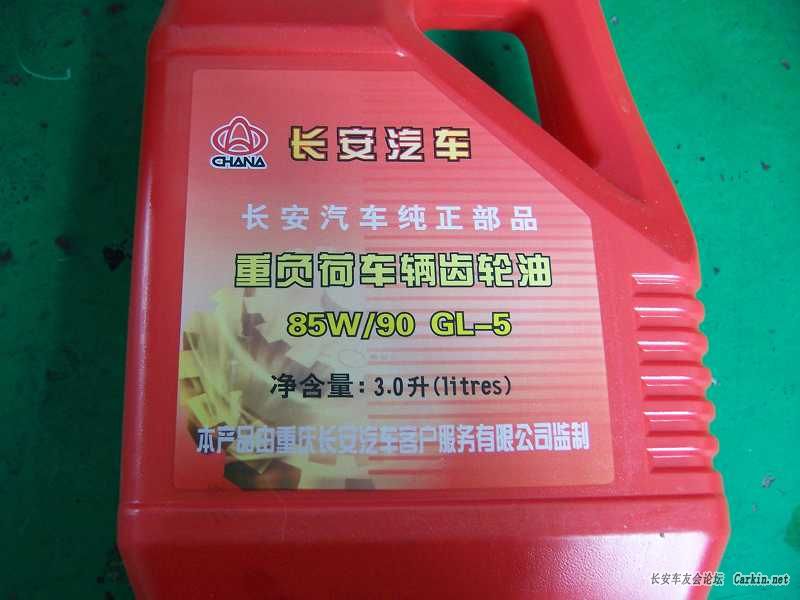 CHANA
长安汽车
长安汽车纯正部品
重负荷车辆齿轮油
85W/90 GL-5
净含量:3.0升(litres)
本产品由重庆长安汽车客户服务有限公司监制
长安车友会论坛 Carkin.net